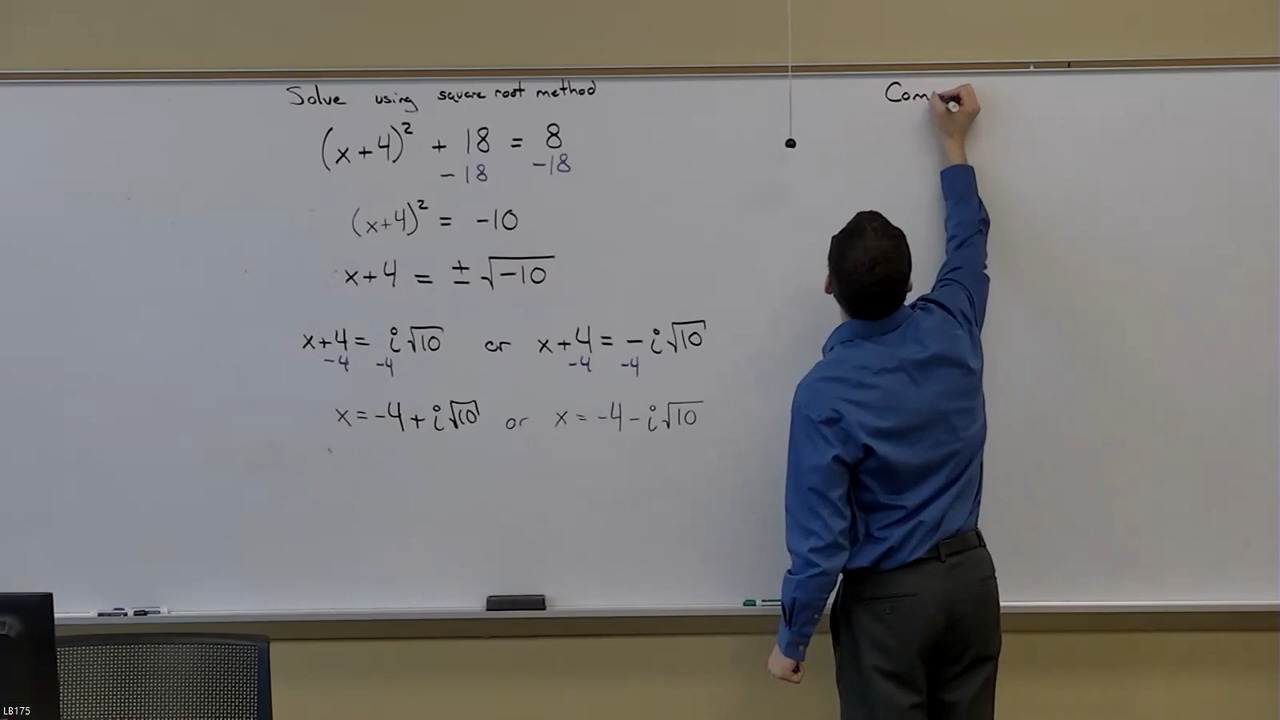 Solve using square root method
(x+4)² + 18 = 8
-18 -18
(x+4)² = -10
x+4 = ±√-10
x+4 = i√10 or x+4 = -i√10
-4 -4 -4 -4
x = -4 + i√10 or x = -4 - i√10
Com
LB175